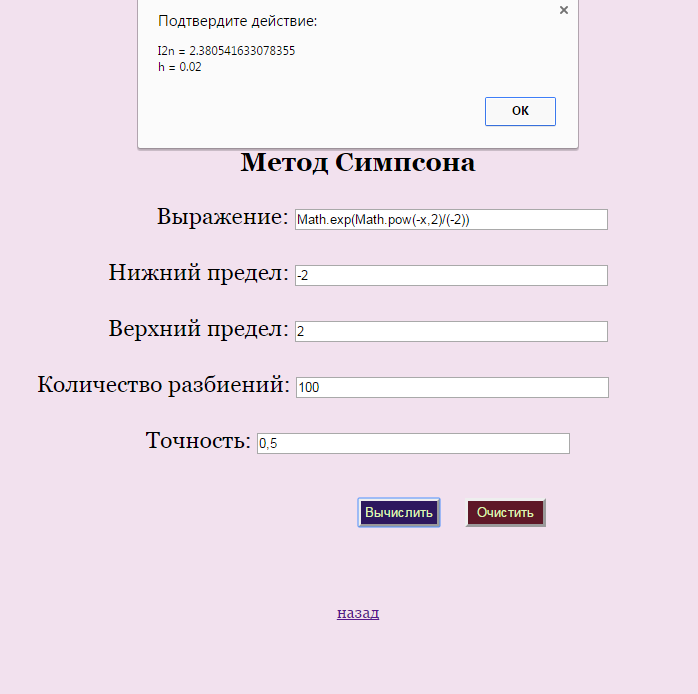 Подтвердите действие:
I2n = 2.380541633078355
h = 0.02
OK
Метод Симпсона
Выражение: Math.exp(Math.pow(-x,2)/(-2))
Нижний предел: -2
Верхний предел: 2
Количество разбиений: 100
Точность: 0,5
Вычислить Очистить
назад